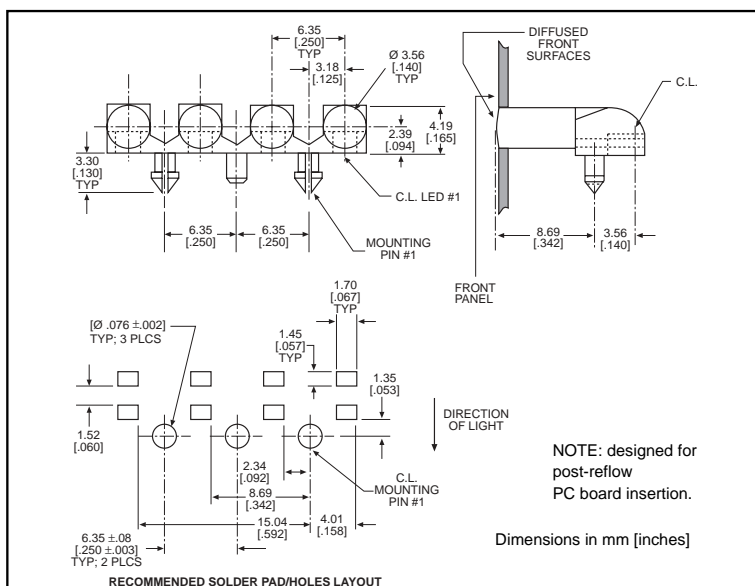 6.35
[.250]
TYP
3.18
[.125]
Ø 3.56
[.140]
TYP
4.19
[.165]
2.39
[.094]
3.30
[.130]
TYP
C.L. LED #1
6.35
[.250]
6.35
[.250]
MOUNTING
PIN #1
DIFFUSED
FRONT
SURFACES
C.L.
8.69
[.342]
3.56
[.140]
FRONT
PANEL
[Ø .076 ±.002]
TYP; 3 PLCS
1.70
[.067]
TYP
1.45
[.057]
TYP
1.35
[.053]
1.52
[.060]
DIRECTION
OF LIGHT
2.34
[.092]
C.L.
MOUNTING
PIN #1
8.69
[.342]
15.04
[.592]
4.01
[.158]
6.35 ±.08
[.250 ±.003]
TYP; 2 PLCS
NOTE: designed for
post-reflow
PC board insertion.
Dimensions in mm [inches]
RECOMMENDED SOLDER PAD/HOLES LAYOUT